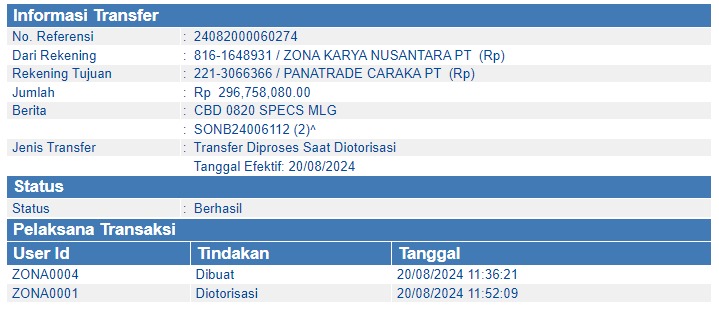 Informasi Transfer
No. Referensi : 24082000060274
Dari Rekening : 816-1648931 / ZONA KARYA NUSANTARA PT (Rp)
Rekening Tujuan : 221-3066366 / PANATRADE CARAKA PT (Rp)
Jumlah : Rp 296,758,080.00
Berita : CBD 0820 SPECS MLG
: SONB24006112 (2)^
Jenis Transfer : Transfer Diproses Saat Diotorisasi
Tanggal Efektif: 20/08/2024
Status
Status : Berhasil
Pelaksana Transaksi
User Id Tindakan Tanggal
ZONA0004 Dibuat 20/08/2024 11:36:21
ZONA0001 Diotorisasi 20/08/2024 11:52:09